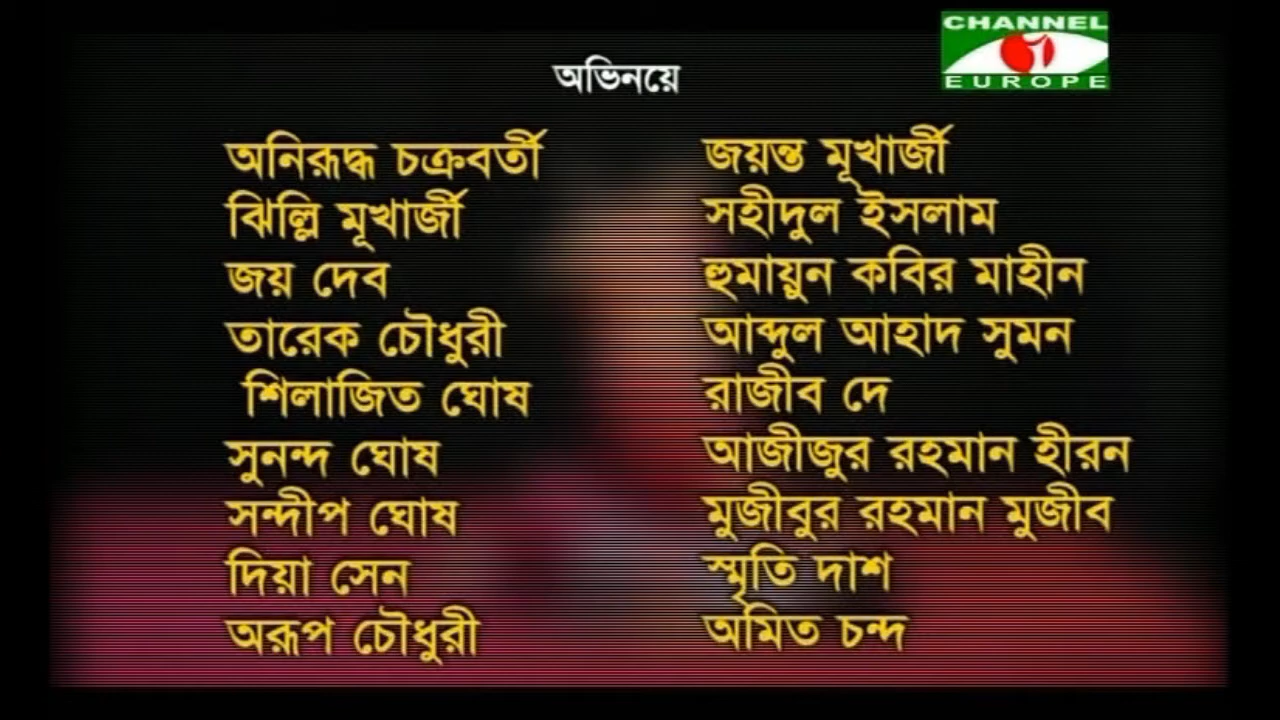 CHANNEL
i
EUROPE
অভিনয়ে
অনিরূদ্ধ চক্রবর্তী
ঝিল্লি মূখার্জী
জয় দেব
তারেক চৌধুরী
শিলাজিত ঘোষ
সুনন্দ ঘোষ
সন্দীপ ঘোষ
দিয়া সেন
অরূপ চৌধুরী
জয়ন্ত মূখার্জী
সহীদুল ইসলাম
হুমায়ুন কবির মাহীন
আব্দুল আহাদ সুমন
রাজীব দে
আজীজুর রহমান হীরন
মুজীবুর রহমান মুজীব
স্মৃতি দাশ
অমিত চন্দ